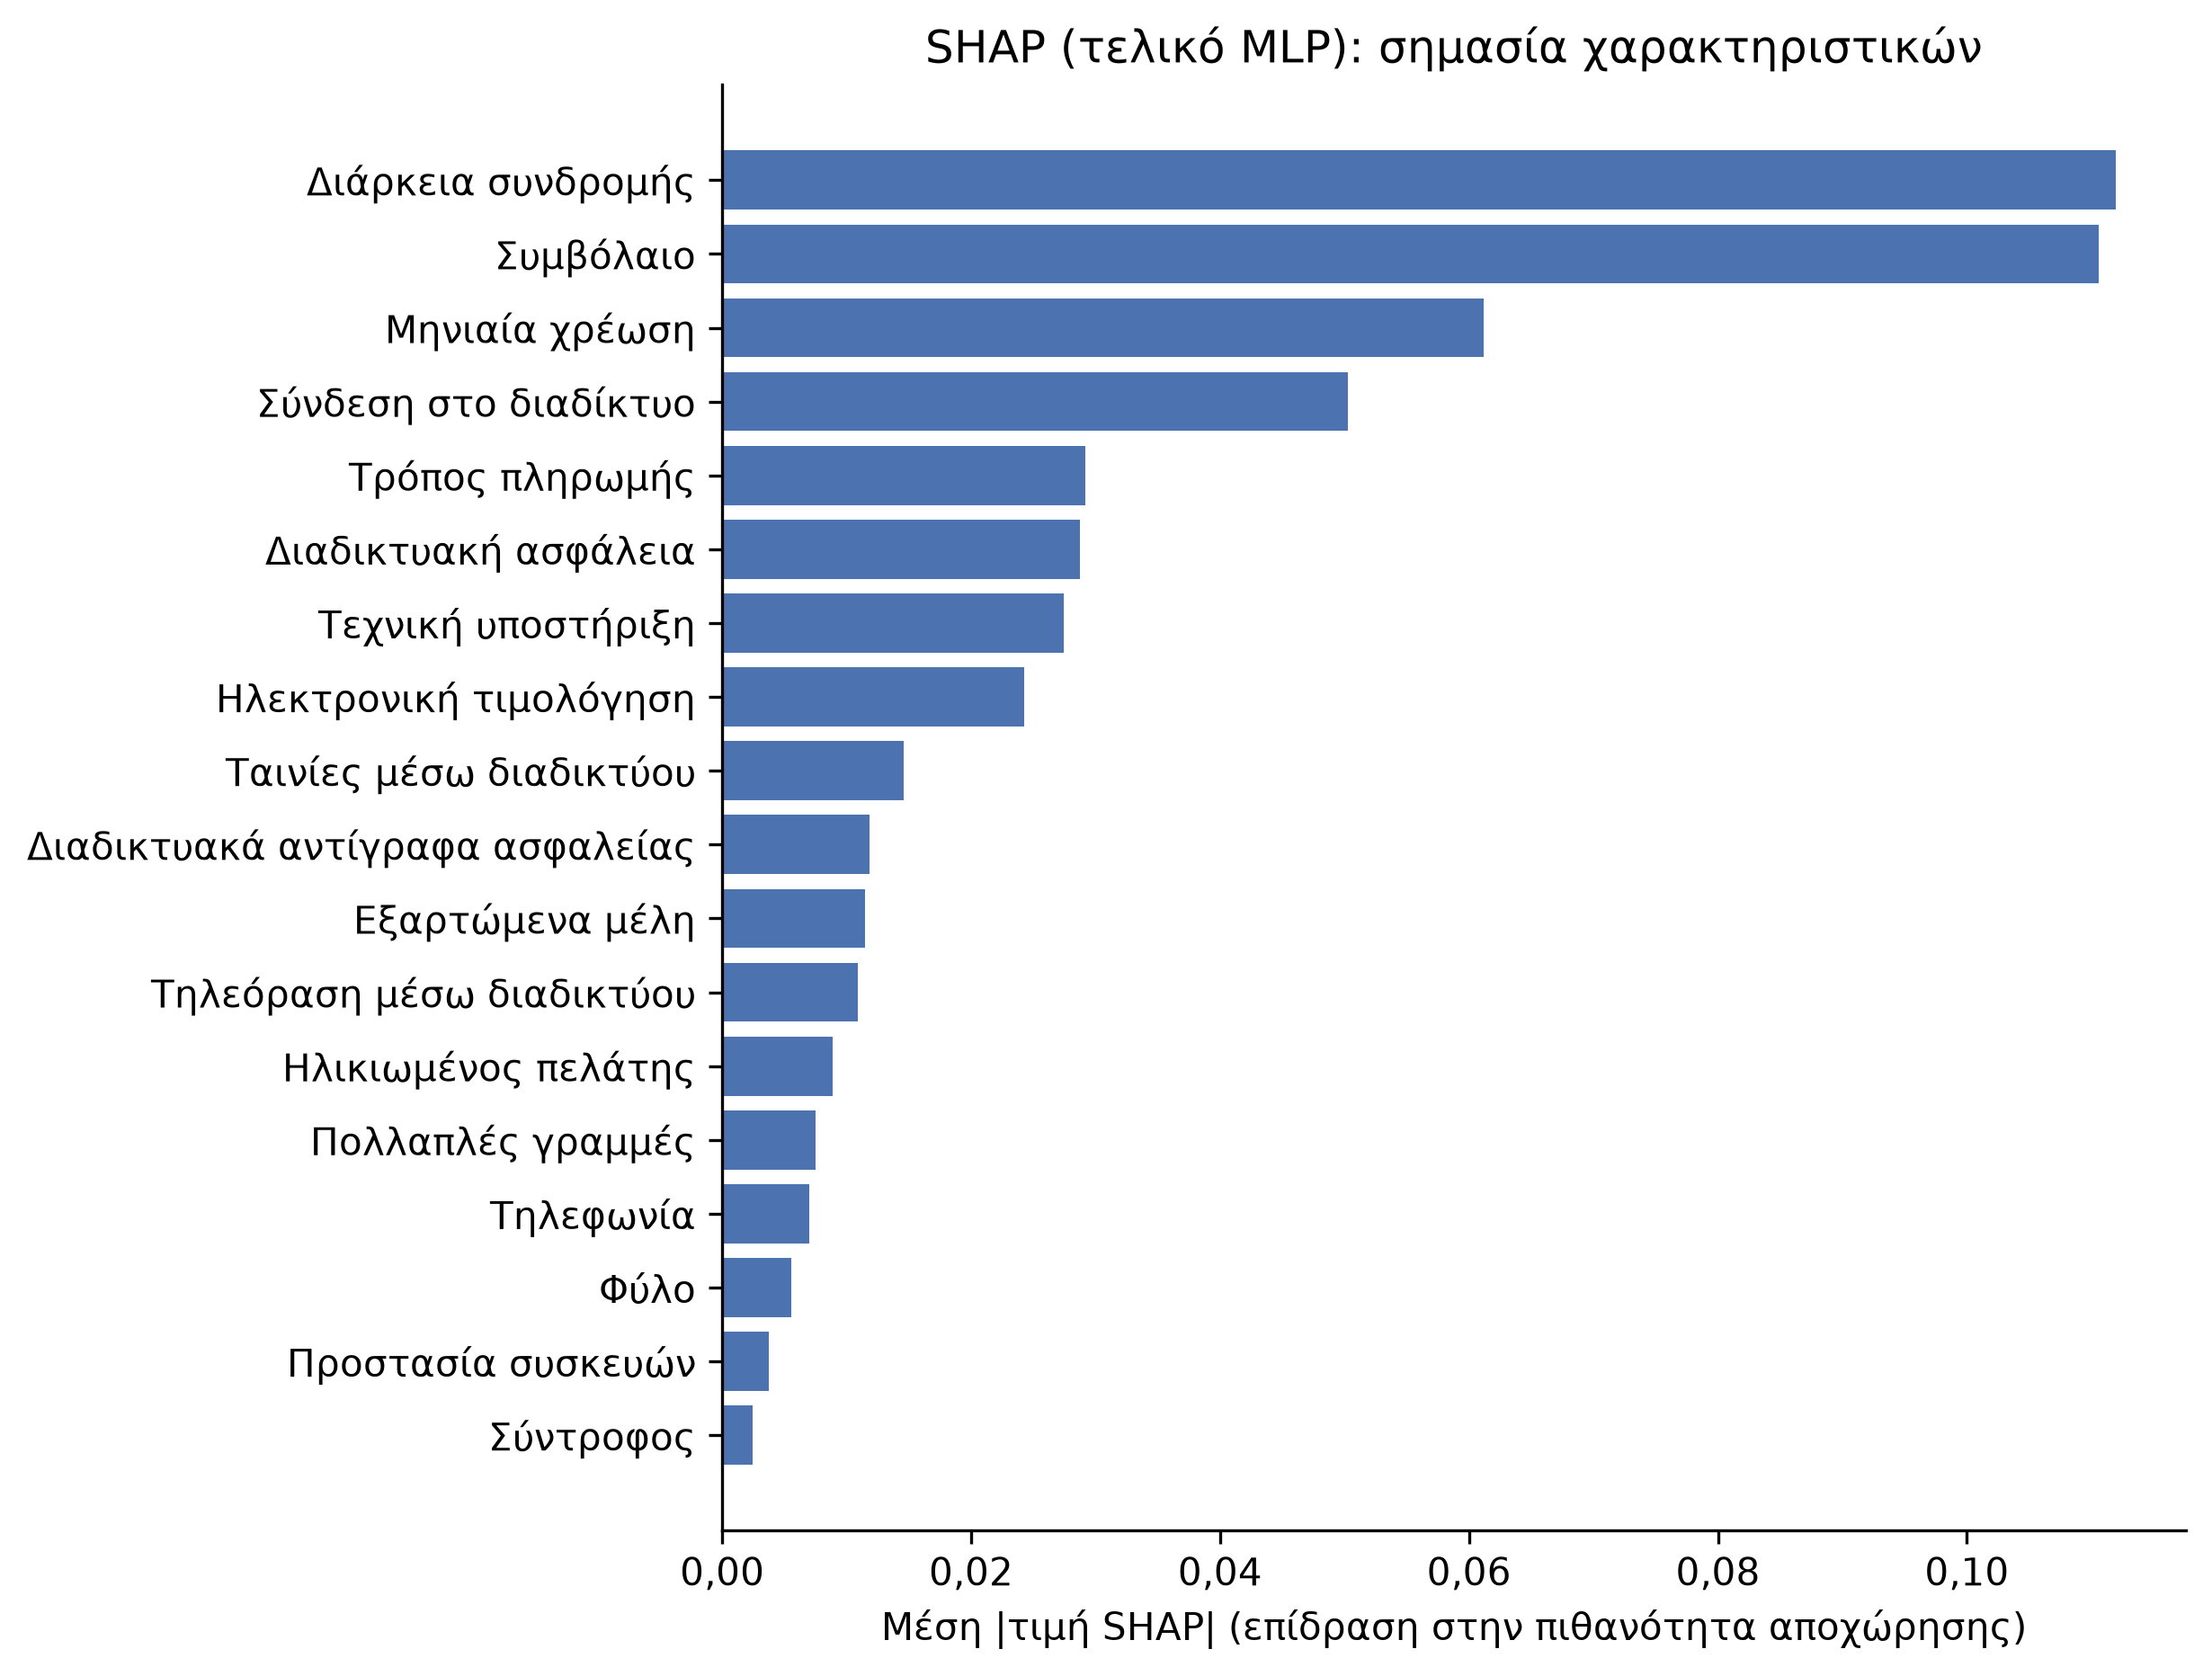 SHAP (τελικό MLP): σημασία χαρακτηριστικών
Διάρκεια συνδρομής
Συμβόλαιο
Μηνιαία χρέωση
Σύνδεση στο διαδίκτυο
Τρόπος πληρωμής
Διαδικτυακή ασφάλεια
Τεχνική υποστήριξη
Ηλεκτρονική τιμολόγηση
Ταινίες μέσω διαδικτύου
Διαδικτυακά αντίγραφα ασφαλείας
Εξαρτώμενα μέλη
Τηλεόραση μέσω διαδικτύου
Ηλικιωμένος πελάτης
Πολλαπλές γραμμές
Τηλεφωνία
Φύλο
Προστασία συσκευών
Σύντροφος
0,00 0,02 0,04 0,06 0,08 0,10
Μέση |τιμή SHAP| (επίδραση στην πιθανότητα αποχώρησης)